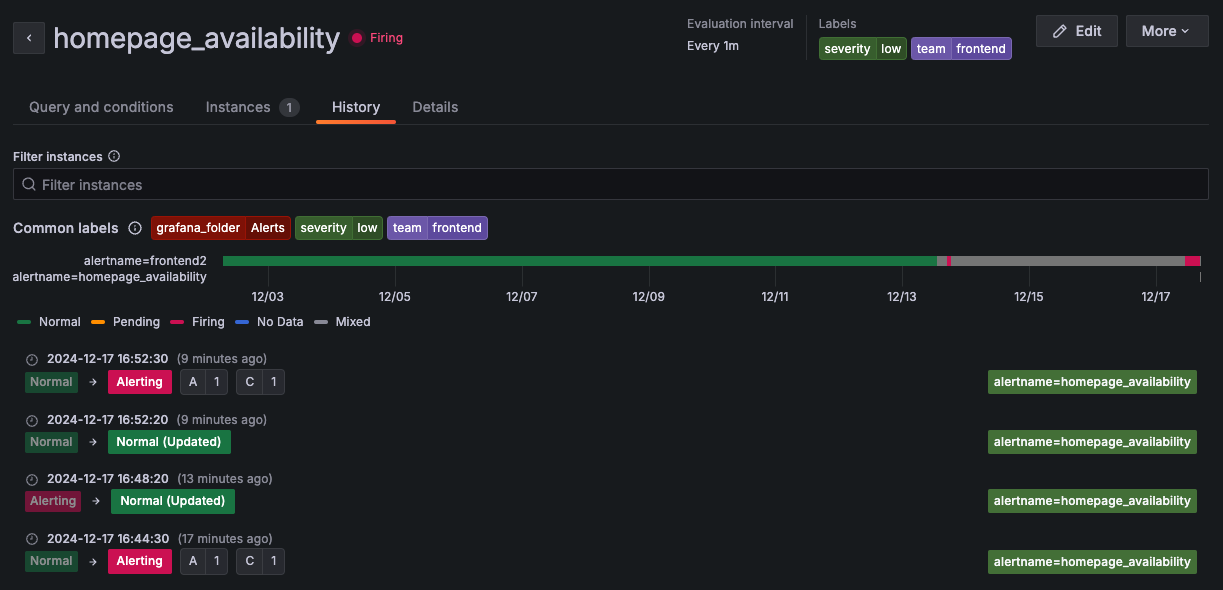 homepage_availability Firing
Evaluation interval
Every 1m
Labels
severity low team frontend
Edit
More
Query and conditions Instances 1 History Details
Filter instances
Filter instances
Common labels grafana_folder Alerts severity low team frontend
alertname=frontend2
alertname=homepage_availability
12/03 12/05 12/07 12/09 12/11 12/13 12/15 12/17
Normal Pending Firing No Data Mixed
2024-12-17 16:52:30 (9 minutes ago)
Normal → Alerting A 1 C 1 alertname=homepage_availability
2024-12-17 16:52:20 (9 minutes ago)
Normal → Normal (Updated) alertname=homepage_availability
2024-12-17 16:48:20 (13 minutes ago)
Alerting → Normal (Updated) alertname=homepage_availability
2024-12-17 16:44:30 (17 minutes ago)
Normal → Alerting A 1 C 1 alertname=homepage_availability